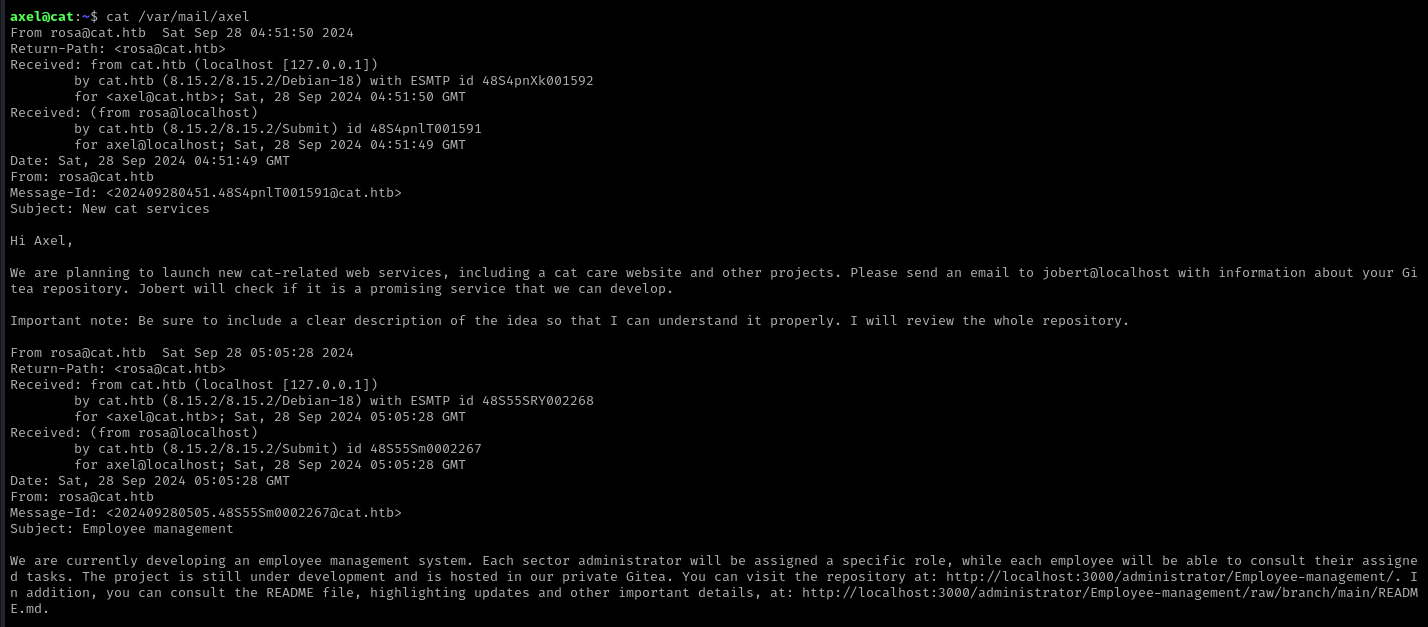 axel@cat:~$ cat /var/mail/axel
From rosa@cat.htb  Sat Sep 28 04:51:50 2024
Return-Path: <rosa@cat.htb>
Received: from cat.htb (localhost [127.0.0.1])
        by cat.htb (8.15.2/8.15.2/Debian-18) with ESMTP id 48S4pnXk001592
        for <axel@cat.htb>; Sat, 28 Sep 2024 04:51:50 GMT
Received: (from rosa@localhost)
        by cat.htb (8.15.2/8.15.2/Submit) id 48S4pnlT001591
        for axel@localhost; Sat, 28 Sep 2024 04:51:49 GMT
Date: Sat, 28 Sep 2024 04:51:49 GMT
From: rosa@cat.htb
Message-Id: <202409280451.48S4pnlT001591@cat.htb>
Subject: New cat services

Hi Axel,

We are planning to launch new cat-related web services, including a cat care website and other projects. Please send an email to jobert@localhost with information about your Gi
tea repository. Jobert will check if it is a promising service that we can develop.

Important note: Be sure to include a clear description of the idea so that I can understand it properly. I will review the whole repository.

From rosa@cat.htb  Sat Sep 28 05:05:28 2024
Return-Path: <rosa@cat.htb>
Received: from cat.htb (localhost [127.0.0.1])
        by cat.htb (8.15.2/8.15.2/Debian-18) with ESMTP id 48S55SRY002268
        for <axel@cat.htb>; Sat, 28 Sep 2024 05:05:28 GMT
Received: (from rosa@localhost)
        by cat.htb (8.15.2/8.15.2/Submit) id 48S55Sm0002267
        for axel@localhost; Sat, 28 Sep 2024 05:05:28 GMT
Date: Sat, 28 Sep 2024 05:05:28 GMT
From: rosa@cat.htb
Message-Id: <202409280505.48S55Sm0002267@cat.htb>
Subject: Employee management

We are currently developing an employee management system. Each sector administrator will be assigned a specific role, while each employee will be able to consult their assigne
d tasks. The project is still under development and is hosted in our private Gitea. You can visit the repository at: http://localhost:3000/administrator/Employee-management/. I
n addition, you can consult the README file, highlighting updates and other important details, at: http://localhost:3000/administrator/Employee-management/raw/branch/main/READM
E.md.